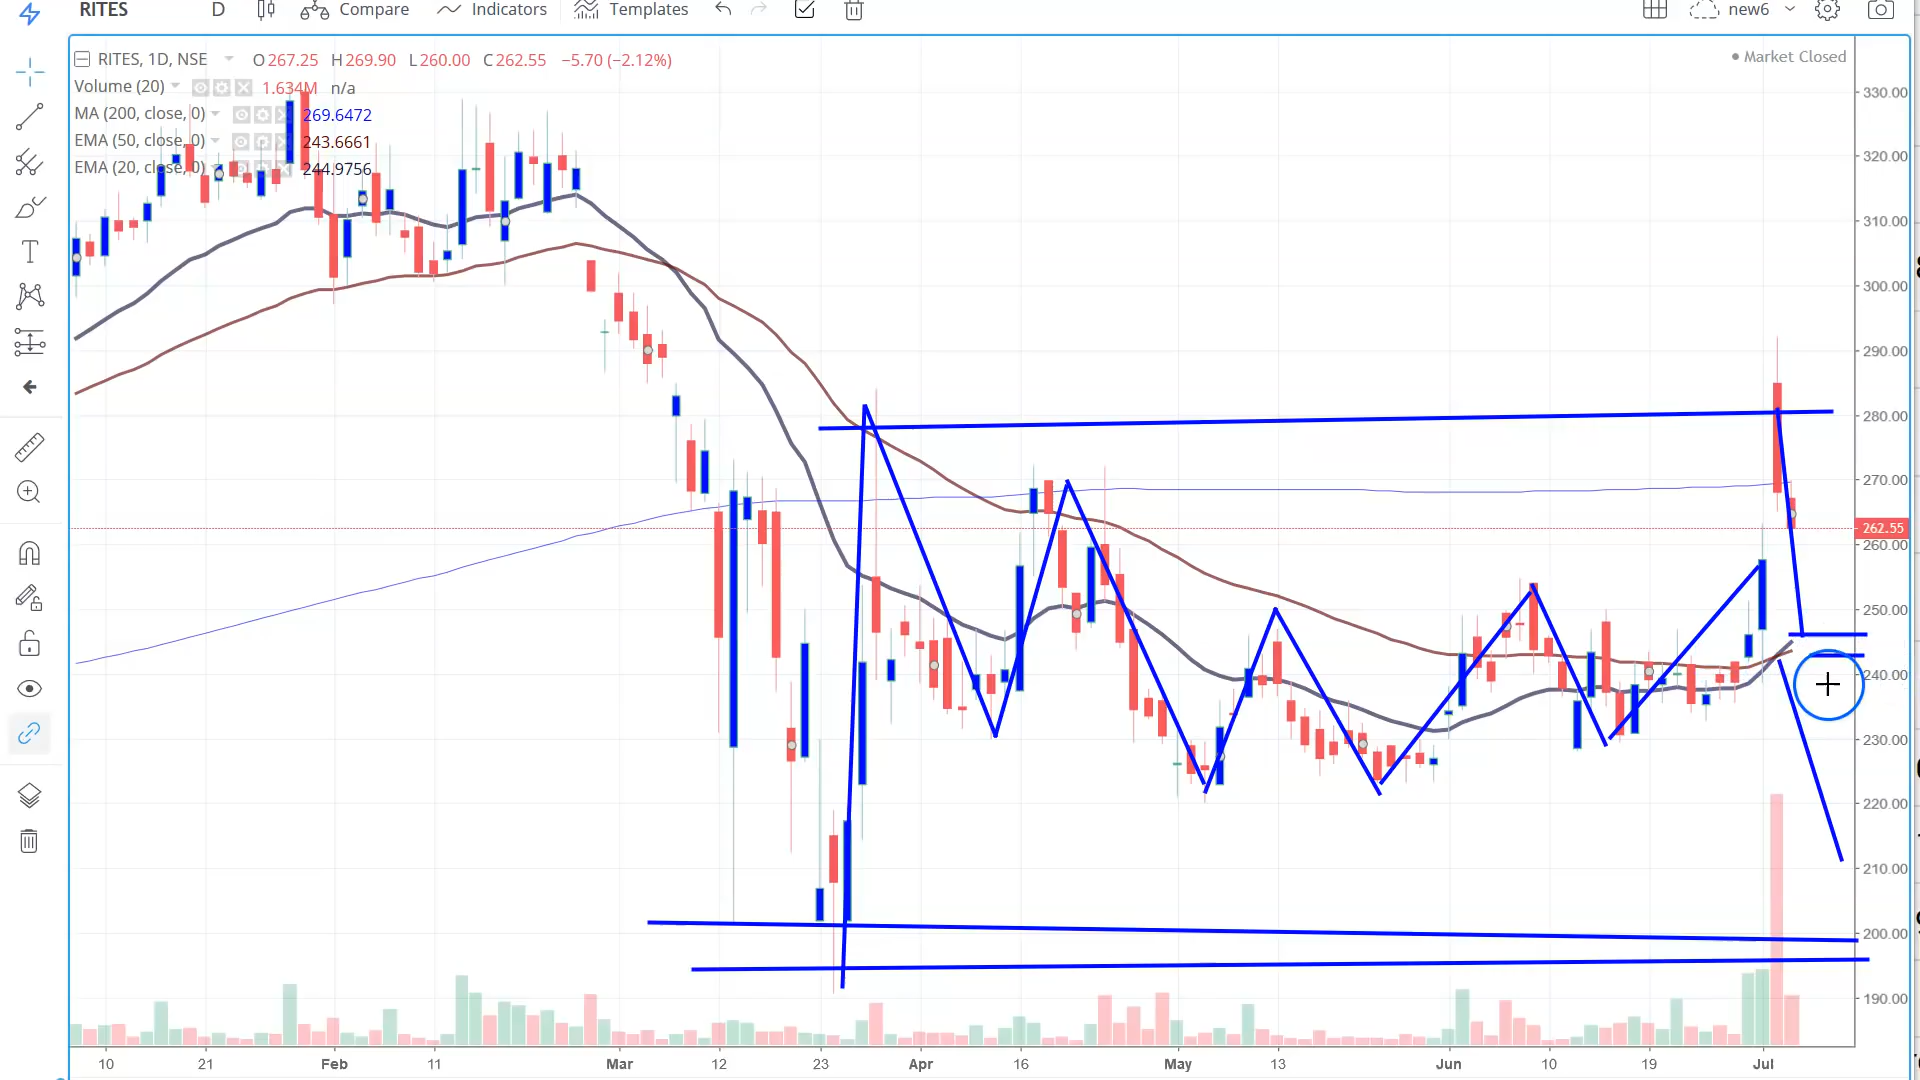 RITES D Compare Indicators Templates new6
RITES, 1D, NSE O267.25 H269.90 L260.00 C262.55 −5.70 (−2.12%) Market Closed
Volume (20) 1.634M n/a
MA (200, close, 0) 269.6472
EMA (50, close, 0) 243.6661
EMA (20, close, 0) 244.9756
330.00
320.00
310.00
300.00
290.00
280.00
270.00
262.55
260.00
250.00
240.00
230.00
220.00
210.00
200.00
190.00
10 21 Feb 11 Mar 12 23 Apr 16 May 13 Jun 10 19 Jul